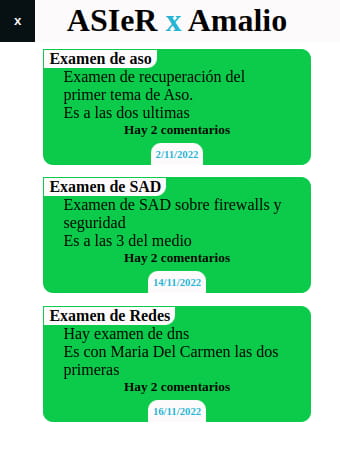 x
ASIeR x Amalio
Examen de aso
Examen de recuperación del
primer tema de Aso.
Es a las dos ultimas
Hay 2 comentarios
2/11/2022
Examen de SAD
Examen de SAD sobre firewalls y
seguridad
Es a las 3 del medio
Hay 2 comentarios
14/11/2022
Examen de Redes
Hay examen de dns
Es con Maria Del Carmen las dos
primeras
Hay 2 comentarios
16/11/2022